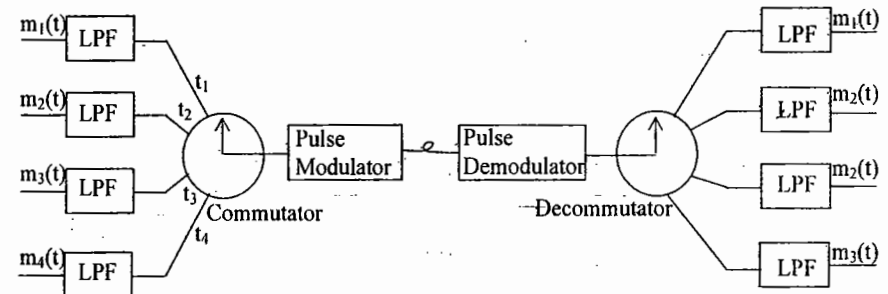 m₁(t) LPF
t₁
m₂(t) LPF
t₂
m₃(t) LPF
t₃
m₄(t) LPF
t₄
Commutator
Pulse
Modulator
Pulse
Demodulator
Decommutator
LPF m₁(t)
LPF m₂(t)
LPF m₂(t)
LPF m₃(t)